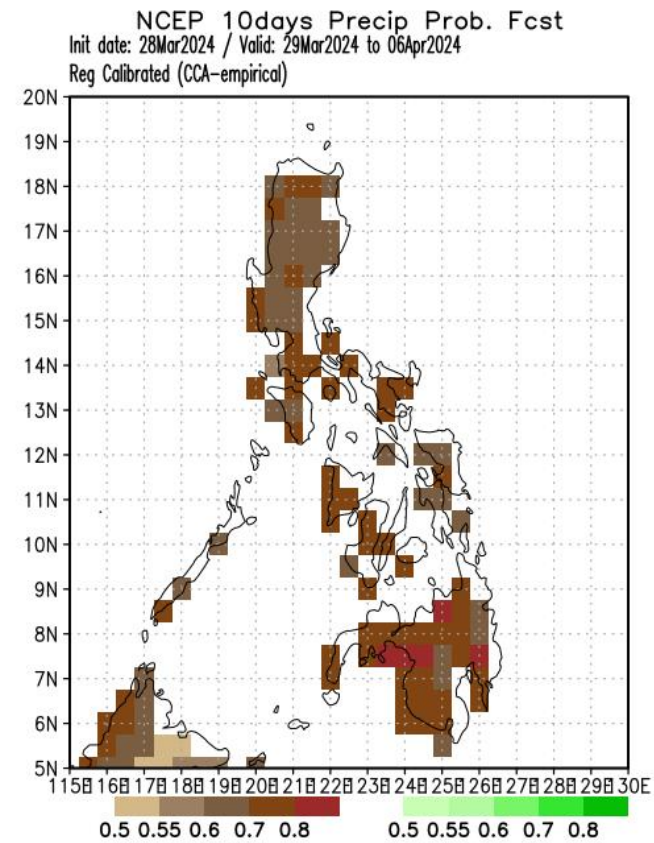 NCEP 10days Precip Prob. Fcst
Init date: 28Mar2024 / Valid: 29Mar2024 to 06Apr2024
Reg Calibrated (CCA-empirical)
20N
19N
18N
17N
16N
15N
14N
13N
12N
11N
10N
9N
8N
7N
6N
5N
115E 116E 117E 118E 119E 120E 121E 122E 123E 124E 125E 126E 127E 128E 129E 130E
0.5 0.55 0.6 0.7 0.8 0.5 0.55 0.6 0.7 0.8